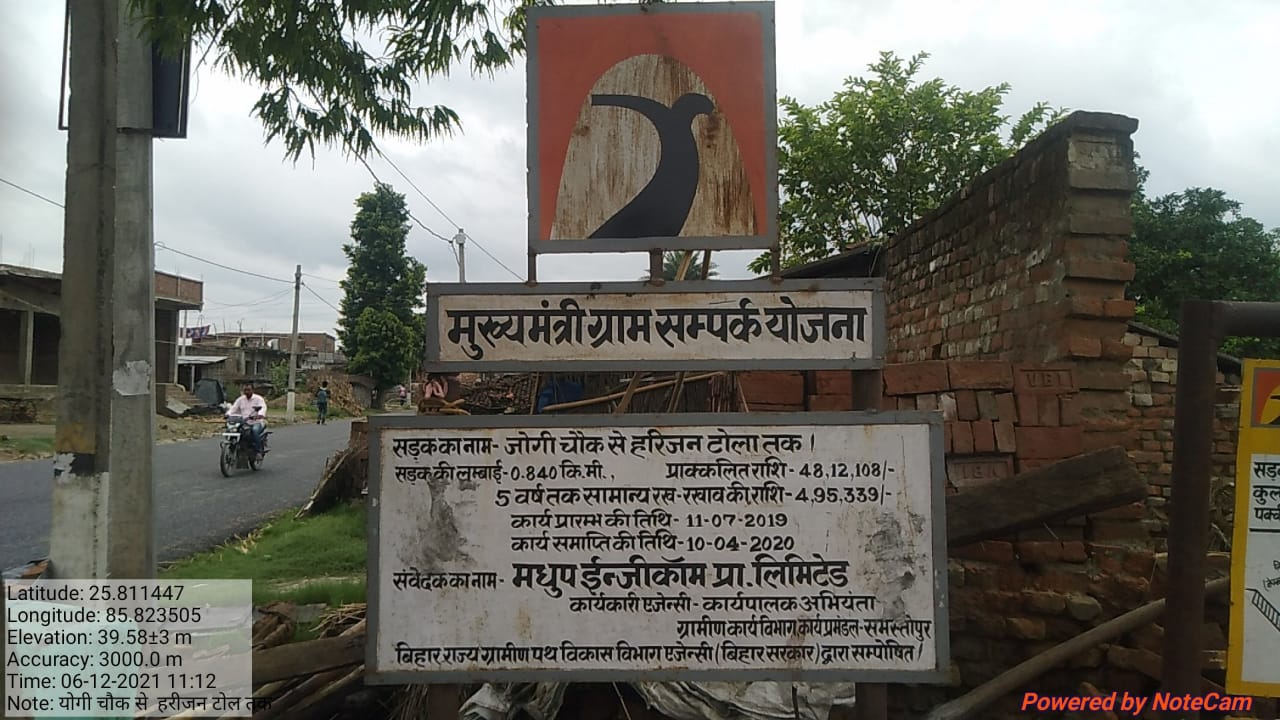 मुख्यमंत्री ग्राम सम्पर्क योजना
सड़क का नाम- जोगी चौक से हरिजन टोला तक।
सड़क की लम्बाई-0.840 कि.मी., प्राक्कलित राशि- 48,12,108/-
5 वर्ष तक सामान्य रख-रखाव की राशि-4,95,339/-
कार्य प्रारम्भ की तिथि- 11-07-2019
कार्य समाप्ति की तिथि-10-04-2020
संवेदक का नाम- मधुप ईन्जीकॉम प्रा. लिमिटेड
कार्यकारी एजेन्सी - कार्यपालक अभियंता
ग्रामीण कार्य विभाग कार्य प्रमंडल-समस्तीपुर
बिहार राज्य ग्रामीण पथ विकास विभाग एजेन्सी (बिहार सरकार) द्वारा सम्पोषित।
VBI
सड़
कुल
पक्की
Latitude: 25.811447
Longitude: 85.823505
Elevation: 39.58±3 m
Accuracy: 3000.0 m
Time: 06-12-2021 11:12
Note: योगी चौक से हरीजन टोल तक
Powered by NoteCam